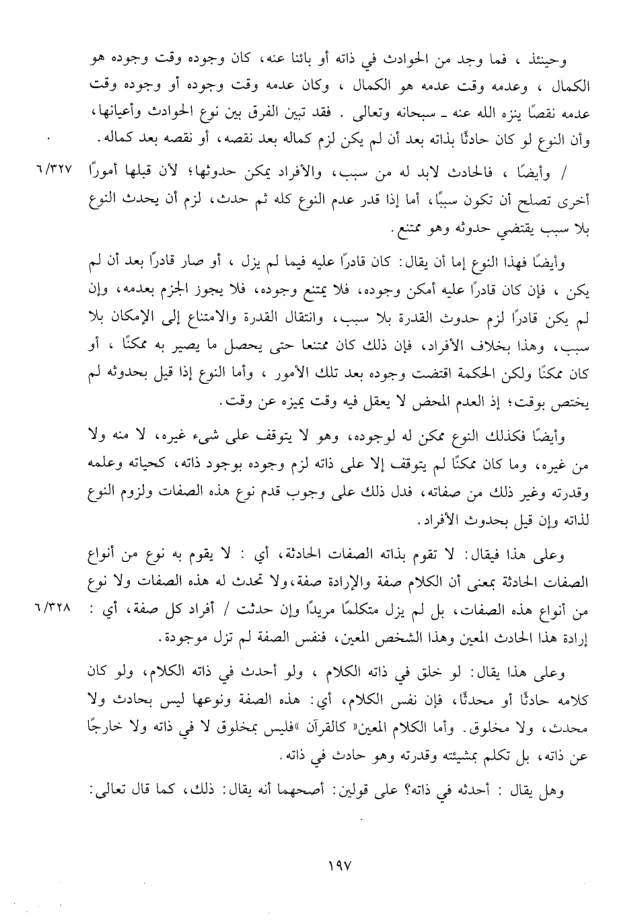 وحينئذ ، فما وجد من الحوادث في ذاته أو بائنا عنه، كان وجوده وقت وجوده هو
الكمال ، وعدمه وقت عدمه هو الكمال ، وكان عدمه وقت وجوده أو وجوده وقت
عدمه نقصًا ينزه الله عنه ـ سبحانه وتعالى . فقد تبين الفرق بين نوع الحوادث وأعيانها،
وأن النوع لو كان حادثًا بذاته بعد أن لم يكن لزم كماله بعد نقصه، أو نقصه بعد كماله.
٦/٣٢٧ / وأيضًا ، فالحادث لابد له من سبب، والأفراد يمكن حدوثها؛ لأن قبلها أمورًا
أخرى تصلح أن تكون سببًا، أما إذا قدر عدم النوع كله ثم حدث، لزم أن يحدث النوع
بلا سبب يقتضي حدوثه وهو ممتنع.
وأيضا فهذا النوع إما أن يقال: كان قادرًا عليه فيما لم يزل ، أو صار قادرًا بعد أن لم
يكن ، فإن كان قادرًا عليه أمكن وجوده، فلا يمتنع وجوده، فلا يجوز الجزم بعدمه، وإن
لم يكن قادرًا لزم حدوث القدرة بلا سبب، وانتقال القدرة والامتناع إلى الإمكان بلا
سبب، وهذا بخلاف الأفراد، فإن ذلك كان ممتنعا حتى يحصل ما يصير به ممكنًا ، أو
كان ممكنًا ولكن الحكمة اقتضت وجوده بعد تلك الأمور ، وأما النوع إذا قيل بحدوثه لم
يختص بوقت؛ إذ العدم المحض لا يعقل فيه وقت يميزه عن وقت.
وأيضا فكذلك النوع ممكن له لوجوده، وهو لا يتوقف على شىء غيره، لا منه ولا
من غيره، وما كان ممكنًا لم يتوقف إلا على ذاته لزم وجوده بوجود ذاته، كحياته وعلمه
وقدرته وغير ذلك من صفاته، فدل ذلك على وجوب قدم نوع هذه الصفات ولزوم النوع
لذاته وإن قيل بحدوث الأفراد.
وعلى هذا فيقال: لا تقوم بذاته الصفات الحادثة، أي : لا يقوم به نوع من أنواع
الصفات الحادثة بمعنى أن الكلام صفة والإرادة صفة،ولا تحدث له هذه الصفات ولا نوع
٦/٣٢٨ من أنواع هذه الصفات، بل لم يزل متكلمًا مريدًا وإن حدثت / أفراد كل صفة، أي :
إرادة هذا الحادث المعين وهذا الشخص المعين، فنفس الصفة لم تزل موجودة.
وعلى هذا يقال: لو خلق في ذاته الكلام ، ولو أحدث في ذاته الكلام، ولو كان
كلامه حادثًا أو محدثًا، فإن نفس الكلام، أي: هذه الصفة ونوعها ليس بحادث ولا
محدث، ولا مخلوق. وأما الكلام المعين» كالقرآن »فليس بمخلوق لا في ذاته ولا خارجًا
عن ذاته، بل تكلم بمشيئته وقدرته وهو حادث في ذاته.
وهل يقال : أحدثه في ذاته؟ على قولين: أصحهما أنه يقال: ذلك، كما قال تعالى:
١٩٧